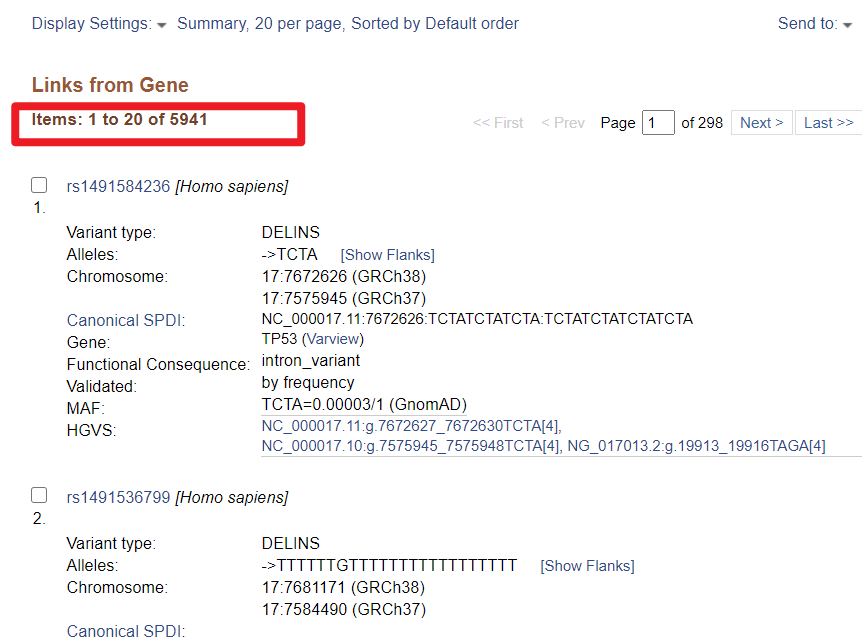 Display Settings: Summary, 20 per page, Sorted by Default order Send to:
Links from Gene
Items: 1 to 20 of 5941
<< First < Prev Page 1 of 298 Next > Last >>
rs1491584236 [Homo sapiens]
1.
Variant type: DELINS
Alleles: ->TCTA [Show Flanks]
Chromosome: 17:7672626 (GRCh38)
17:7575945 (GRCh37)
Canonical SPDI: NC_000017.11:7672626:TCTATCTATCTA:TCTATCTATCTATCTA
Gene: TP53 (Varview)
Functional Consequence: intron_variant
Validated: by frequency
MAF: TCTA=0.00003/1 (GnomAD)
HGVS: NC_000017.11:g.7672627_7672630TCTA[4],
NC_000017.10:g.7575945_7575948TCTA[4], NG_017013.2:g.19913_19916TAGA[4]
rs1491536799 [Homo sapiens]
2.
Variant type: DELINS
Alleles: ->TTTTTTGTTTTTTTTTTTTTTTTT [Show Flanks]
Chromosome: 17:7681171 (GRCh38)
17:7584490 (GRCh37)
Canonical SPDI: